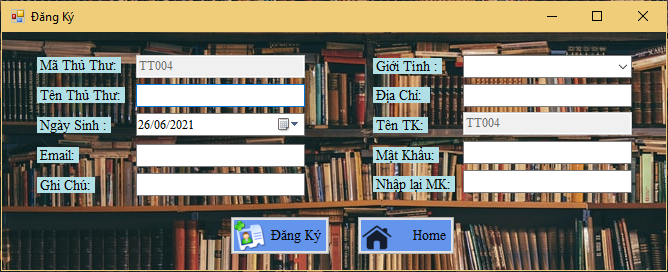 Đăng Ký
Mã Thủ Thư: TT004
Giới Tính :
Tên Thủ Thư:
Địa Chỉ:
Ngày Sinh : 26/06/2021
Tên TK: TT004
Email:
Mật Khẩu:
Ghi Chú:
Nhập lại MK:
Đăng Ký
Home